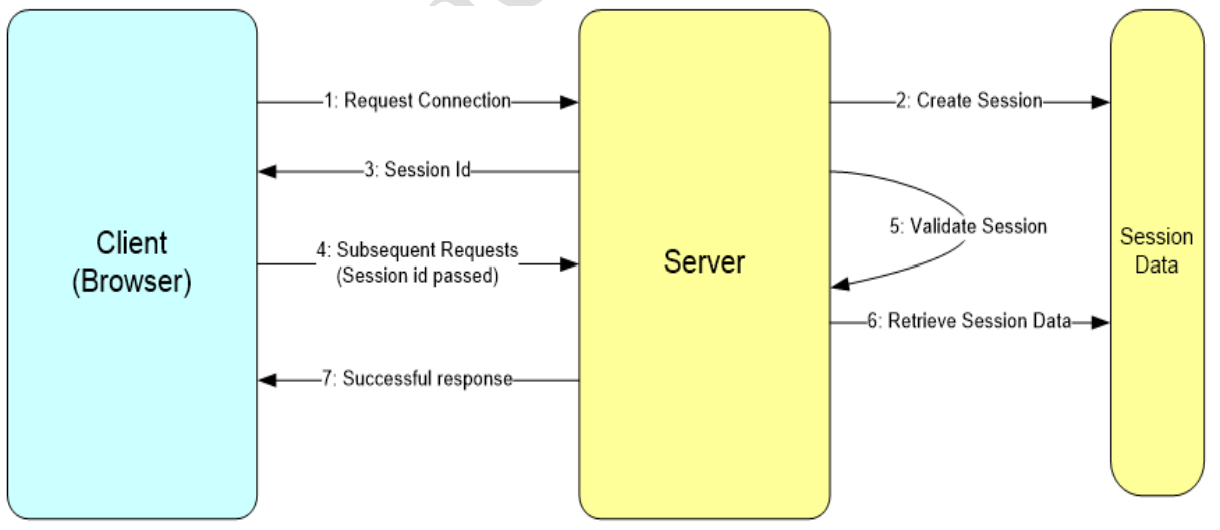 1: Request Connection
2: Create Session
3: Session Id
4: Subsequent Requests
(Session id passed)
5: Validate Session
Client
(Browser)
Server
Session
Data
6: Retrieve Session Data
7: Successful response